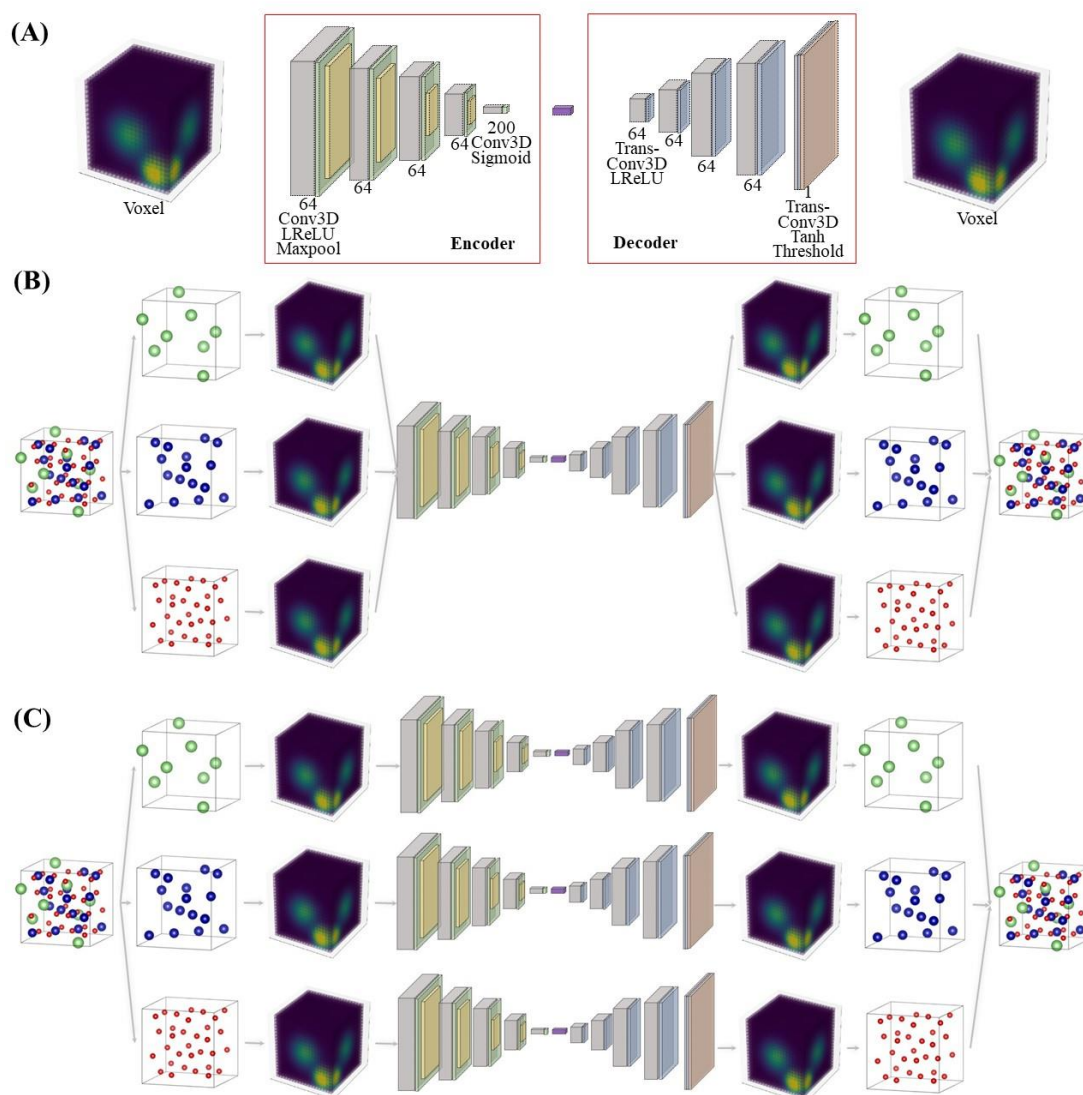 (A)
Voxel
64
Conv3D
LReLU
Maxpool
64
64
64
200
Conv3D
Sigmoid
Encoder
64
Trans-
Conv3D
LReLU
64
64
64
1
Trans-
Conv3D
Tanh
Threshold
Decoder
Voxel
(B)
(C)